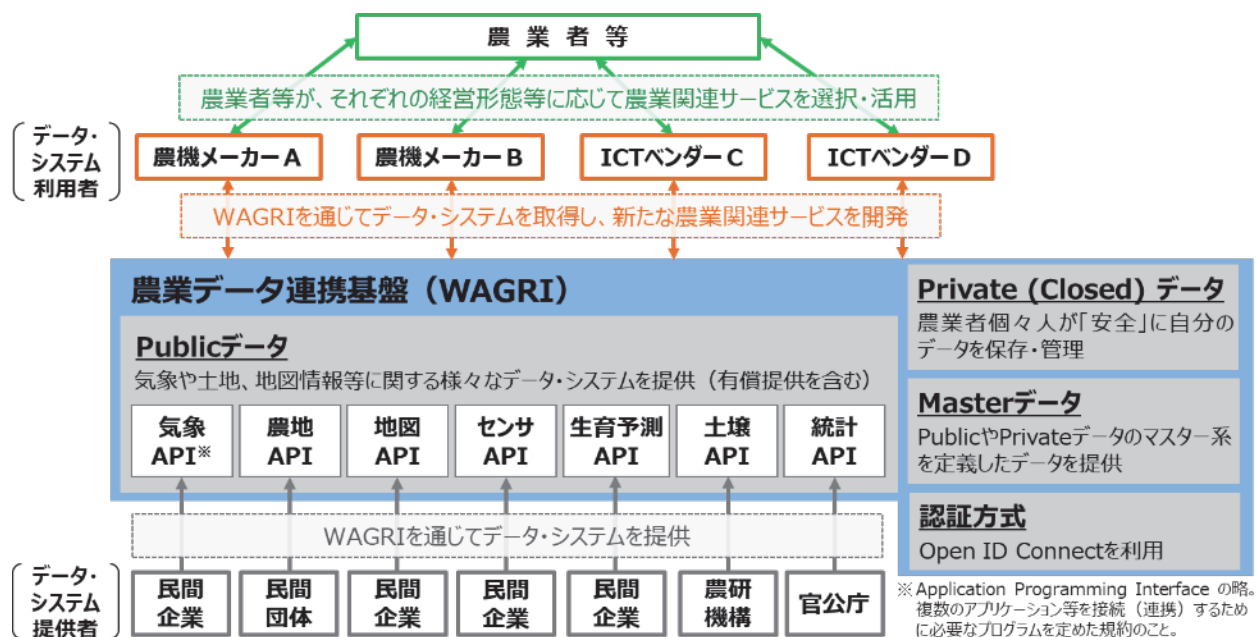 農業者等
農業者等が、それぞれの経営形態等に応じて農業関連サービスを選択・活用
データ・
システム
利用者
農機メーカーA
農機メーカーB
ICTベンダーC
ICTベンダーD
WAGRIを通じてデータ・システムを取得し、新たな農業関連サービスを開発
農業データ連携基盤（WAGRI）
Publicデータ
気象や土地、地図情報等に関する様々なデータ・システムを提供（有償提供を含む）
気象
API※
農地
API
地図
API
センサ
API
生育予測
API
土壌
API
統計
API
Private (Closed) データ
農業者個々人が「安全」に自分の
データを保存・管理
Masterデータ
PublicやPrivateデータのマスター系
を定義したデータを提供
認証方式
Open ID Connectを利用
WAGRIを通じてデータ・システムを提供
データ・
システム
提供者
民間
企業
民間
団体
民間
企業
民間
企業
民間
企業
農研
機構
官公庁
※Application Programming Interface の略。
複数のアプリケーション等を接続（連携）するため
に必要なプログラムを定めた規約のこと。